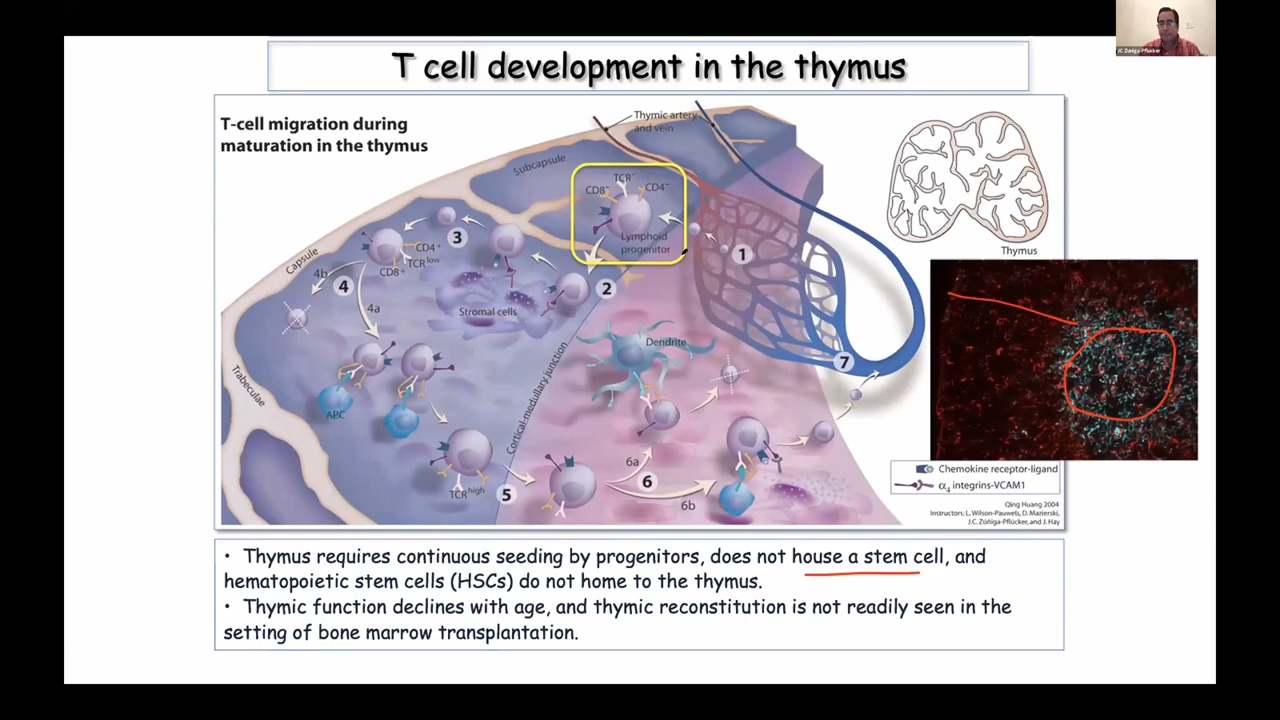 JC Zuniga-Pflucker
T cell development in the thymus
T-cell migration during
maturation in the thymus
Thymic artery
and vein
Subcapsule
TCR⁻
CD8⁻
CD4⁻
Lymphoid
progenitor
Capsule
3
CD4⁺
TCRˡᵒʷ
CD8⁺
4b
4
4a
Stromal cells
2
1
Thymus
Trabeculae
APC
Cortical-medullary junction
Dendrite
7
TCRʰⁱᵍʰ
5
6a
6
6b
Chemokine receptor-ligand
α₄ integrins-VCAM1
Qing Huang 2004
Instructors: L. Wilson-Pauwels, D. Mazierski,
J.C. Zúñiga-Pflücker, and J. Hay
• Thymus requires continuous seeding by progenitors, does not house a stem cell, and
hematopoietic stem cells (HSCs) do not home to the thymus.
• Thymic function declines with age, and thymic reconstitution is not readily seen in the
setting of bone marrow transplantation.